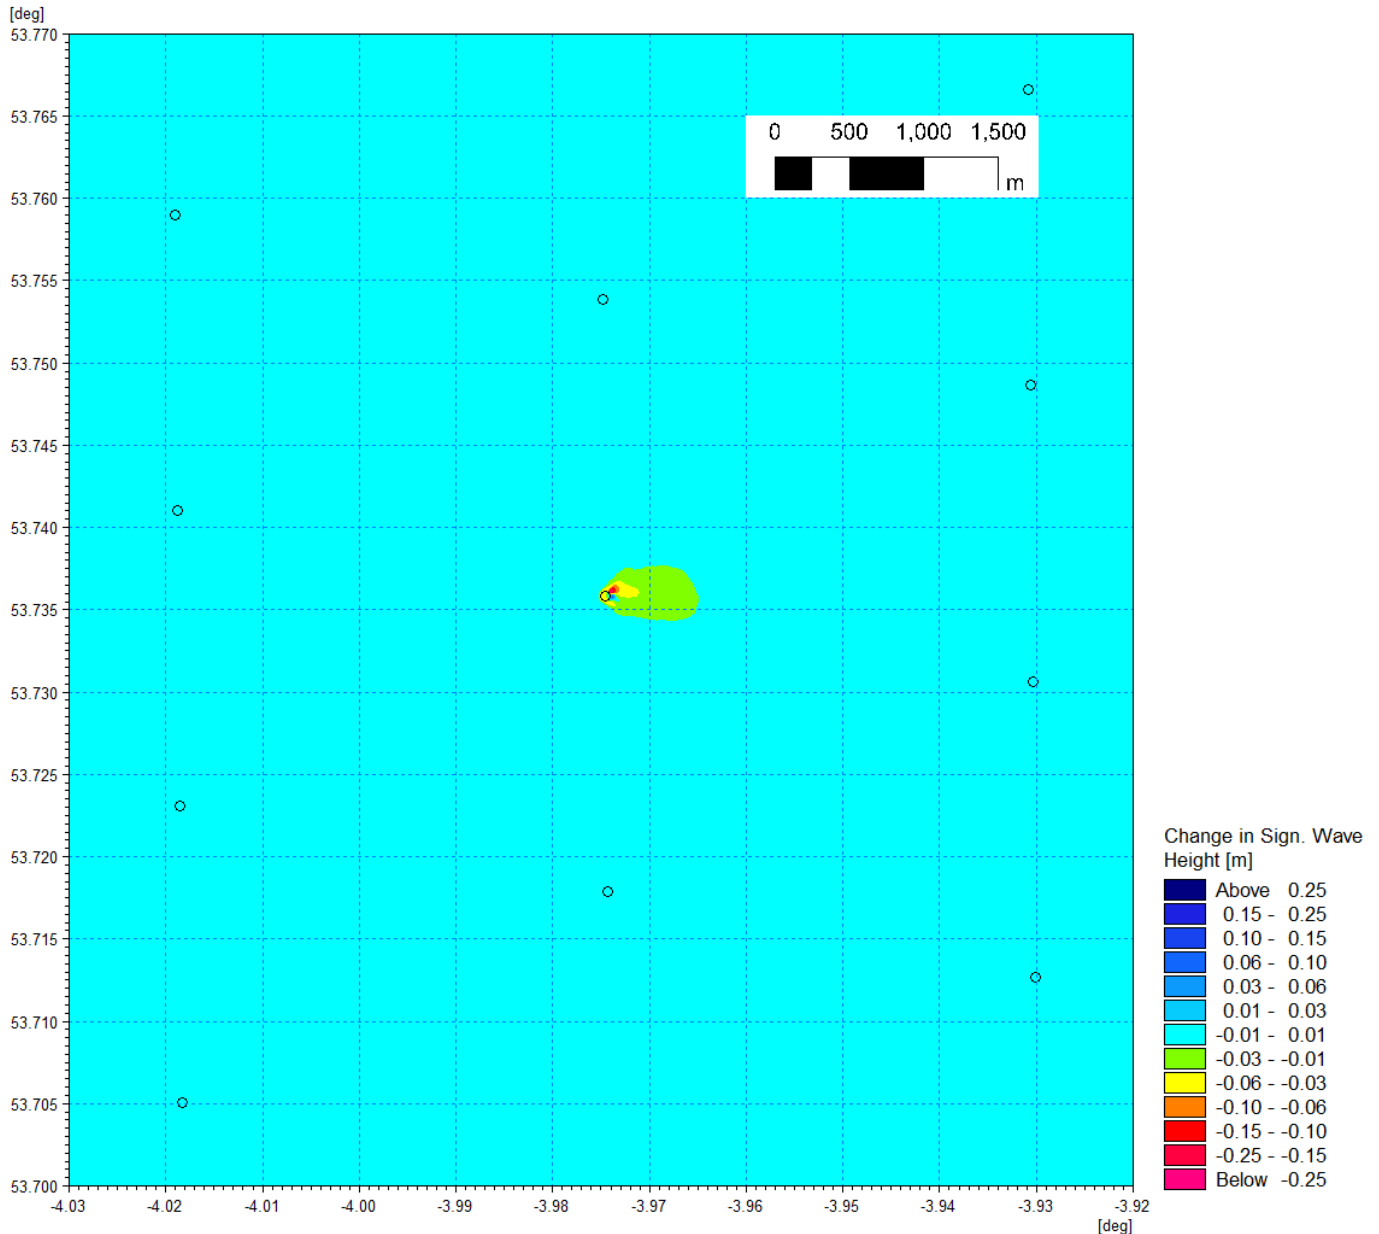 [deg]
53.770
53.765
53.760
53.755
53.750
53.745
53.740
53.735
53.730
53.725
53.720
53.715
53.710
53.705
53.700
0 500 1,000 1,500
m
-4.03 -4.02 -4.01 -4.00 -3.99 -3.98 -3.97 -3.96 -3.95 -3.94 -3.93 -3.92
[deg]
Change in Sign. Wave
Height [m]
Above 0.25
0.15 - 0.25
0.10 - 0.15
0.06 - 0.10
0.03 - 0.06
0.01 - 0.03
-0.01 - 0.01
-0.03 - -0.01
-0.06 - -0.03
-0.10 - -0.06
-0.15 - -0.10
-0.25 - -0.15
Below -0.25